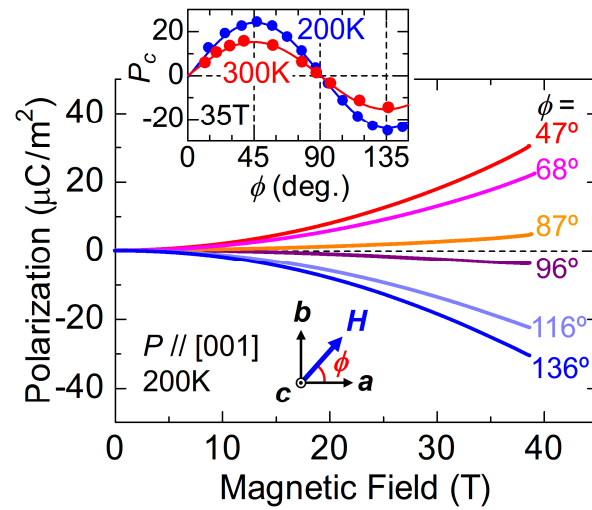 P_c
20
0
-20
200K
300K
35T
0 45 90 135
ϕ (deg.)
Polarization (μC/m²)
40
20
0
-20
-40
ϕ =
47º
68º
87º
96º
116º
136º
P // [001]
200K
b
H
ϕ
c
a
0 10 20 30 40
Magnetic Field (T)